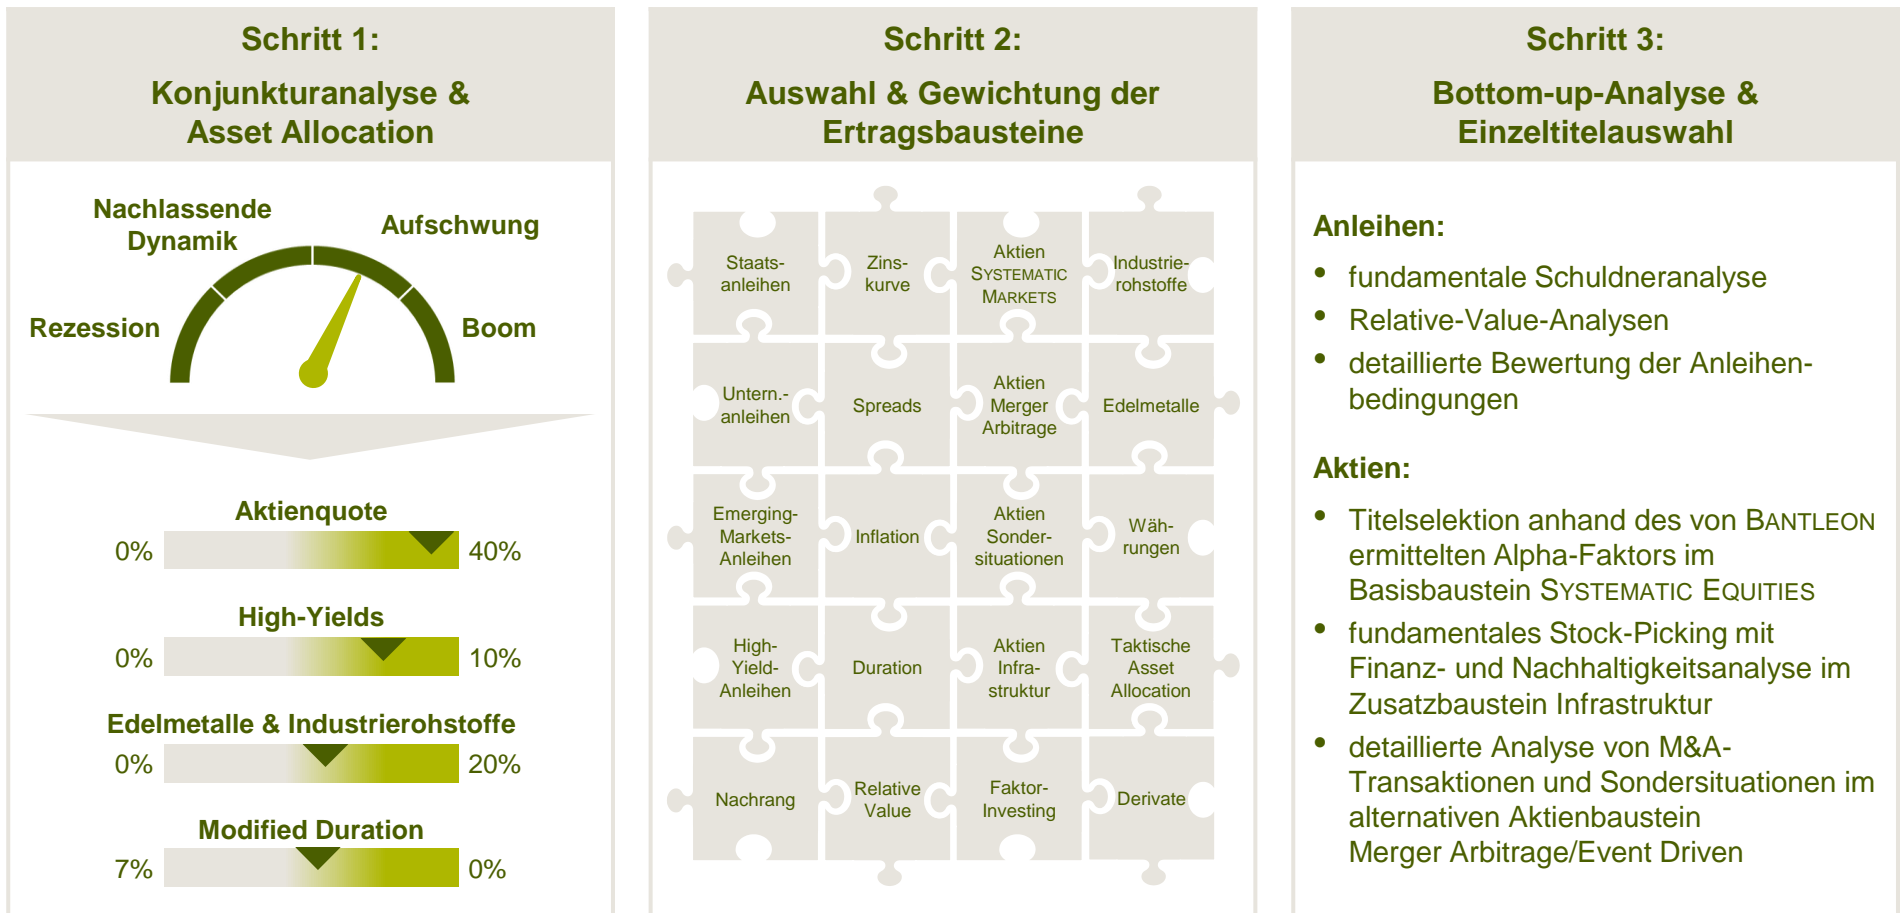 Schritt 1:
Konjunkturanalyse &
Asset Allocation
Nachlassende
Dynamik
Aufschwung
Rezession
Boom
Aktienquote
0%
40%
High-Yields
0%
10%
Edelmetalle & Industrierohstoffe
0%
20%
Modified Duration
7%
0%
Schritt 2:
Auswahl & Gewichtung der
Ertragsbausteine
Staats-
anleihen
Zins-
kurve
Aktien
SYSTEMATIC
MARKETS
Industrie-
rohstoffe
Untern.-
anleihen
Spreads
Aktien
Merger
Arbitrage
Edelmetalle
Emerging-
Markets-
Anleihen
Inflation
Aktien
Sonder-
situationen
Wäh-
rungen
High-
Yield-
Anleihen
Duration
Aktien
Infra-
struktur
Taktische
Asset
Allocation
Nachrang
Relative
Value
Faktor-
Investing
Derivate
Schritt 3:
Bottom-up-Analyse &
Einzeltitelauswahl
Anleihen:
• fundamentale Schuldneranalyse
• Relative-Value-Analysen
• detaillierte Bewertung der Anleihen-
bedingungen
Aktien:
• Titelselektion anhand des von BANTLEON
ermittelten Alpha-Faktors im
Basisbaustein SYSTEMATIC EQUITIES
• fundamentales Stock-Picking mit
Finanz- und Nachhaltigkeitsanalyse im
Zusatzbaustein Infrastruktur
• detaillierte Analyse von M&A-
Transaktionen und Sondersituationen im
alternativen Aktienbaustein
Merger Arbitrage/Event Driven